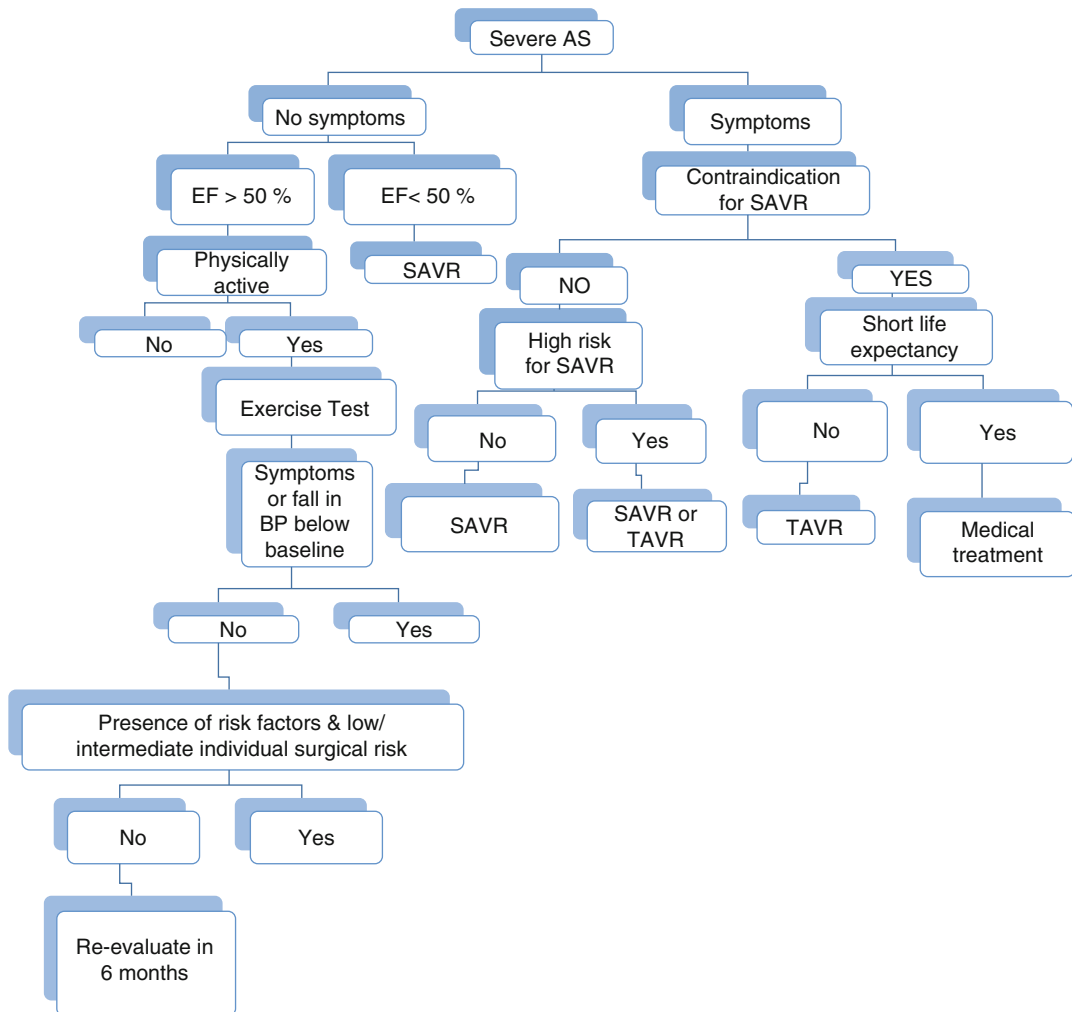 Severe AS
No symptoms
Symptoms
EF > 50 %
EF< 50 %
Contraindication
for SAVR
Physically
active
SAVR
NO
YES
No
Yes
High risk
for SAVR
Short life
expectancy
Exercise Test
No
Yes
No
Yes
Symptoms
or fall in
BP below
baseline
SAVR
SAVR or
TAVR
TAVR
Medical
treatment
No
Yes
Presence of risk factors & low/
intermediate individual surgical risk
No
Yes
Re-evaluate in
6 months